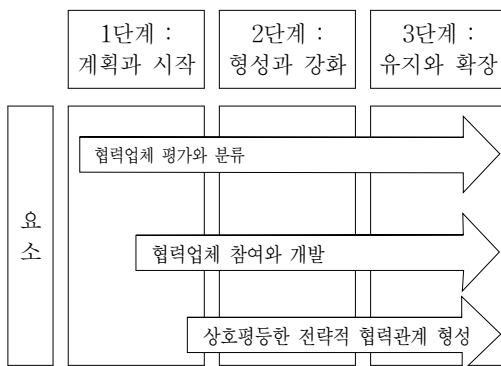 1단계 :
계획과 시작
2단계 :
형성과 강화
3단계 :
유지와 확장
요
소
협력업체 평가와 분류
협력업체 참여와 개발
상호평등한 전략적 협력관계 형성